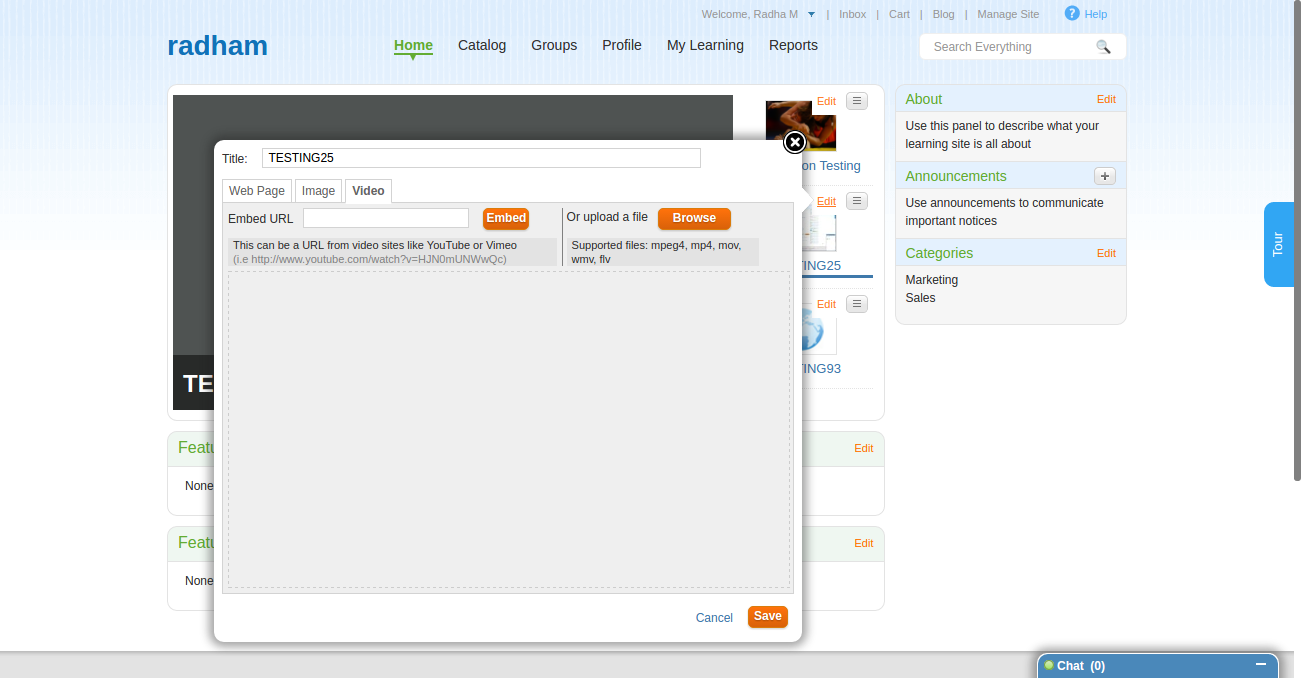 Welcome, Radha M | Inbox | Cart | Blog | Manage Site ? Help
radham
Home Catalog Groups Profile My Learning Reports
Search Everything
Edit
on Testing
Edit
TING25
Edit
TING93
TE
Title: TESTING25
Web Page Image Video
Embed URL Embed
Or upload a file Browse
This can be a URL from video sites like YouTube or Vimeo
(i.e http://www.youtube.com/watch?v=HJN0mUNWwQc)
Supported files: mpeg4, mp4, mov,
wmv, flv
Cancel Save
Featu Edit
None
Featu Edit
None
About Edit
Use this panel to describe what your
learning site is all about
Announcements +
Use announcements to communicate
important notices
Categories Edit
Marketing
Sales
Tour
Chat (0)